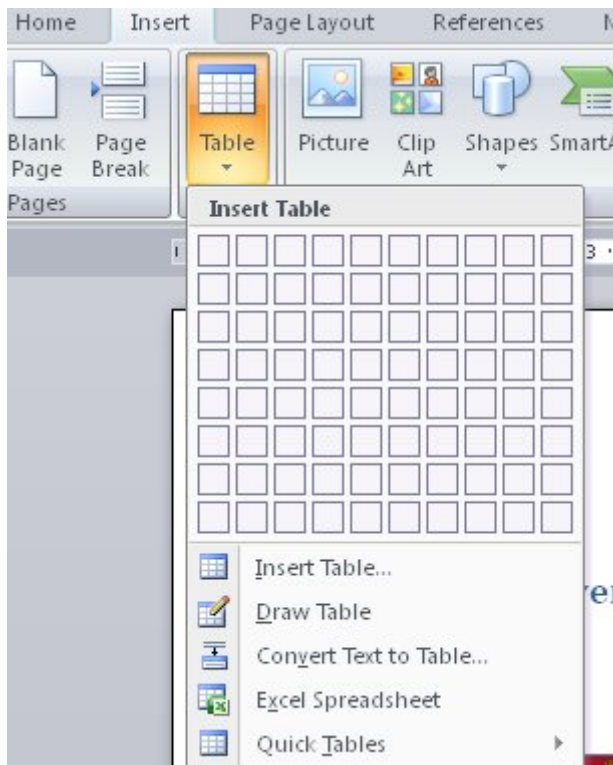 Home Insert Page Layout References
Blank Page Table Picture Clip Shapes
Page Break Art
Pages
Insert Table
3
Insert Table...
Draw Table
Convert Text to Table...
Excel Spreadsheet
Quick Tables